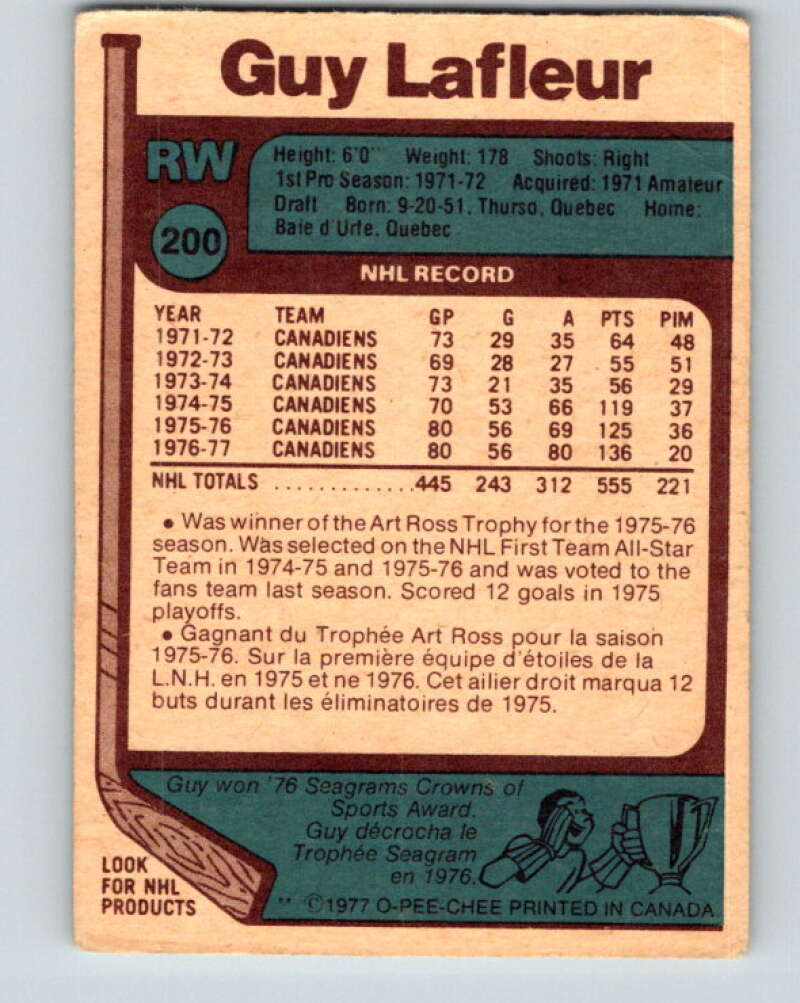 Guy Lafleur
RW
Height: 6'0" Weight: 178 Shoots: Right
1st Pro Season: 1971-72 Acquired: 1971 Amateur
Draft Born: 9-20-51, Thurso, Quebec Home:
Baie d'Urfe, Quebec
200
NHL RECORD
YEAR TEAM GP G A PTS PIM
1971-72 CANADIENS 73 29 35 64 48
1972-73 CANADIENS 69 28 27 55 51
1973-74 CANADIENS 73 21 35 56 29
1974-75 CANADIENS 70 53 66 119 37
1975-76 CANADIENS 80 56 69 125 36
1976-77 CANADIENS 80 56 80 136 20
NHL TOTALS ..............445 243 312 555 221
• Was winner of the Art Ross Trophy for the 1975-76
season. Was selected on the NHL First Team All-Star
Team in 1974-75 and 1975-76 and was voted to the
fans team last season. Scored 12 goals in 1975
playoffs.
• Gagnant du Trophée Art Ross pour la saison
1975-76. Sur la première équipe d'étoiles de la
L.N.H. en 1975 et ne 1976. Cet ailier droit marqua 12
buts durant les éliminatoires de 1975.
Guy won '76 Seagrams Crowns of
Sports Award.
Guy décrocha le
Trophée Seagram
en 1976.
LOOK
FOR NHL
PRODUCTS
** ©1977 O-PEE-CHEE PRINTED IN CANADA